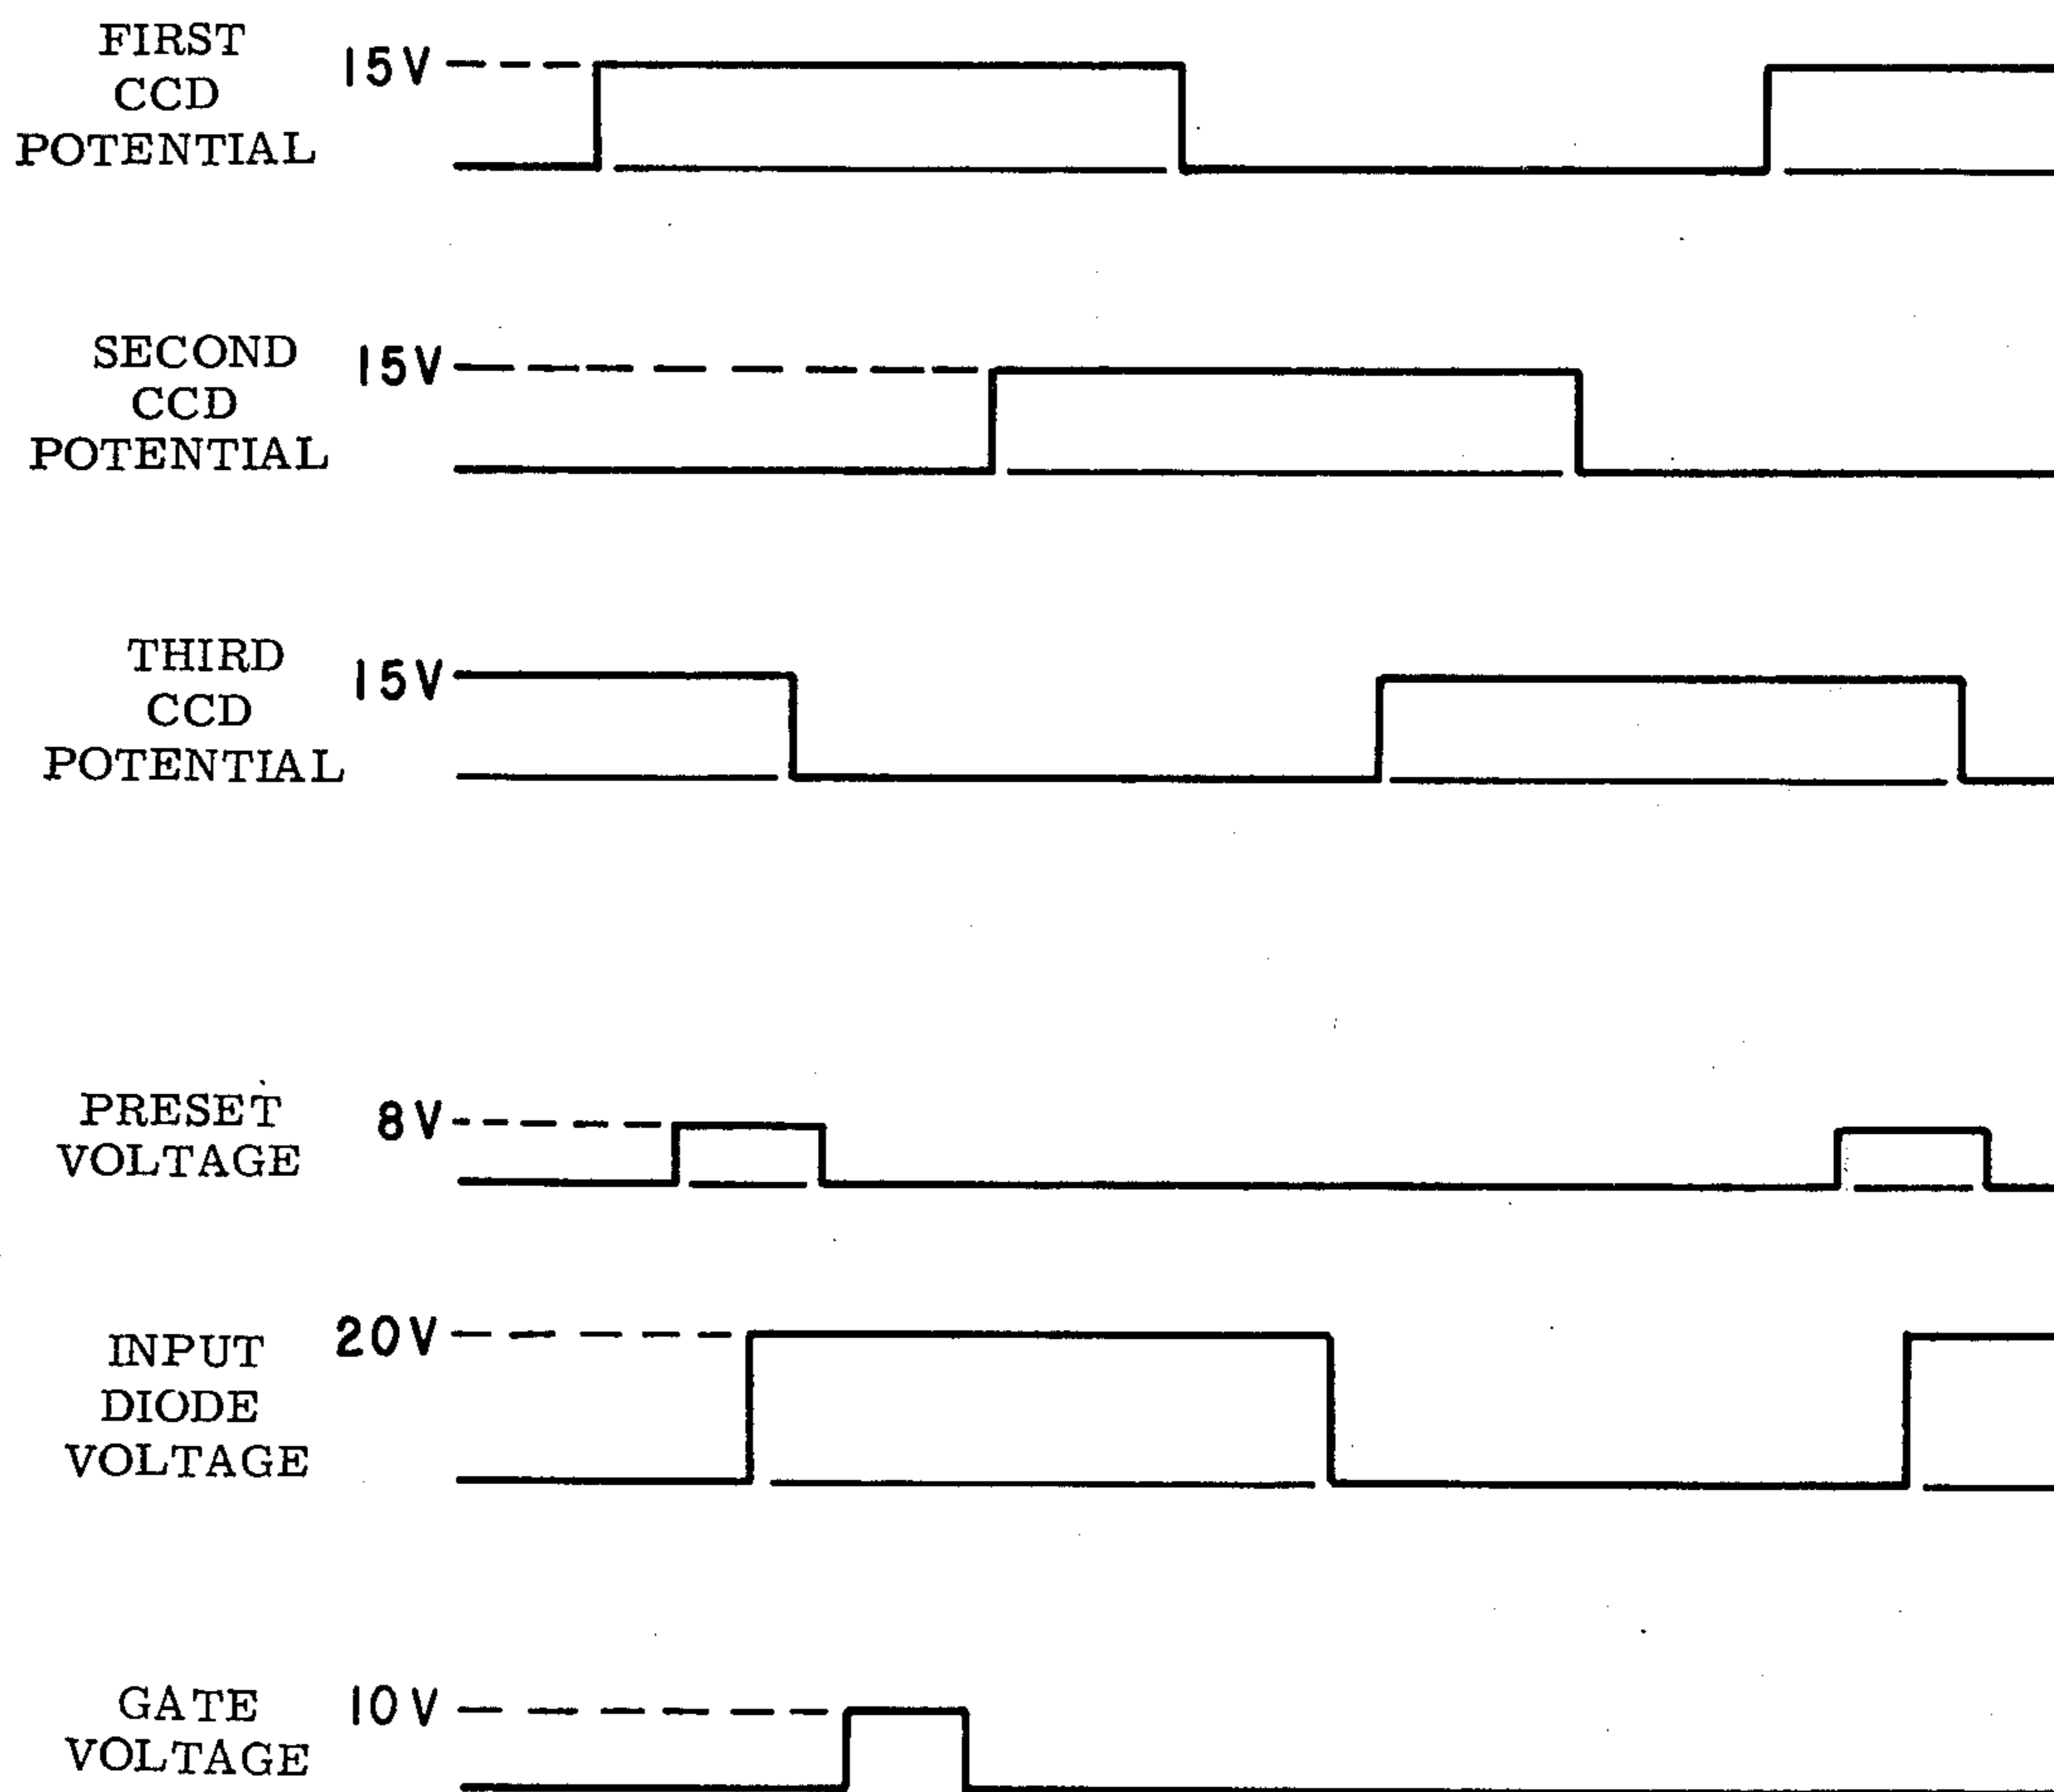 FIRST
CCD
POTENTIAL
15V
SECOND
CCD
POTENTIAL
15V
THIRD
CCD
POTENTIAL
15V
PRESET
VOLTAGE
8V
INPUT
DIODE
VOLTAGE
20V
GATE
VOLTAGE
10V